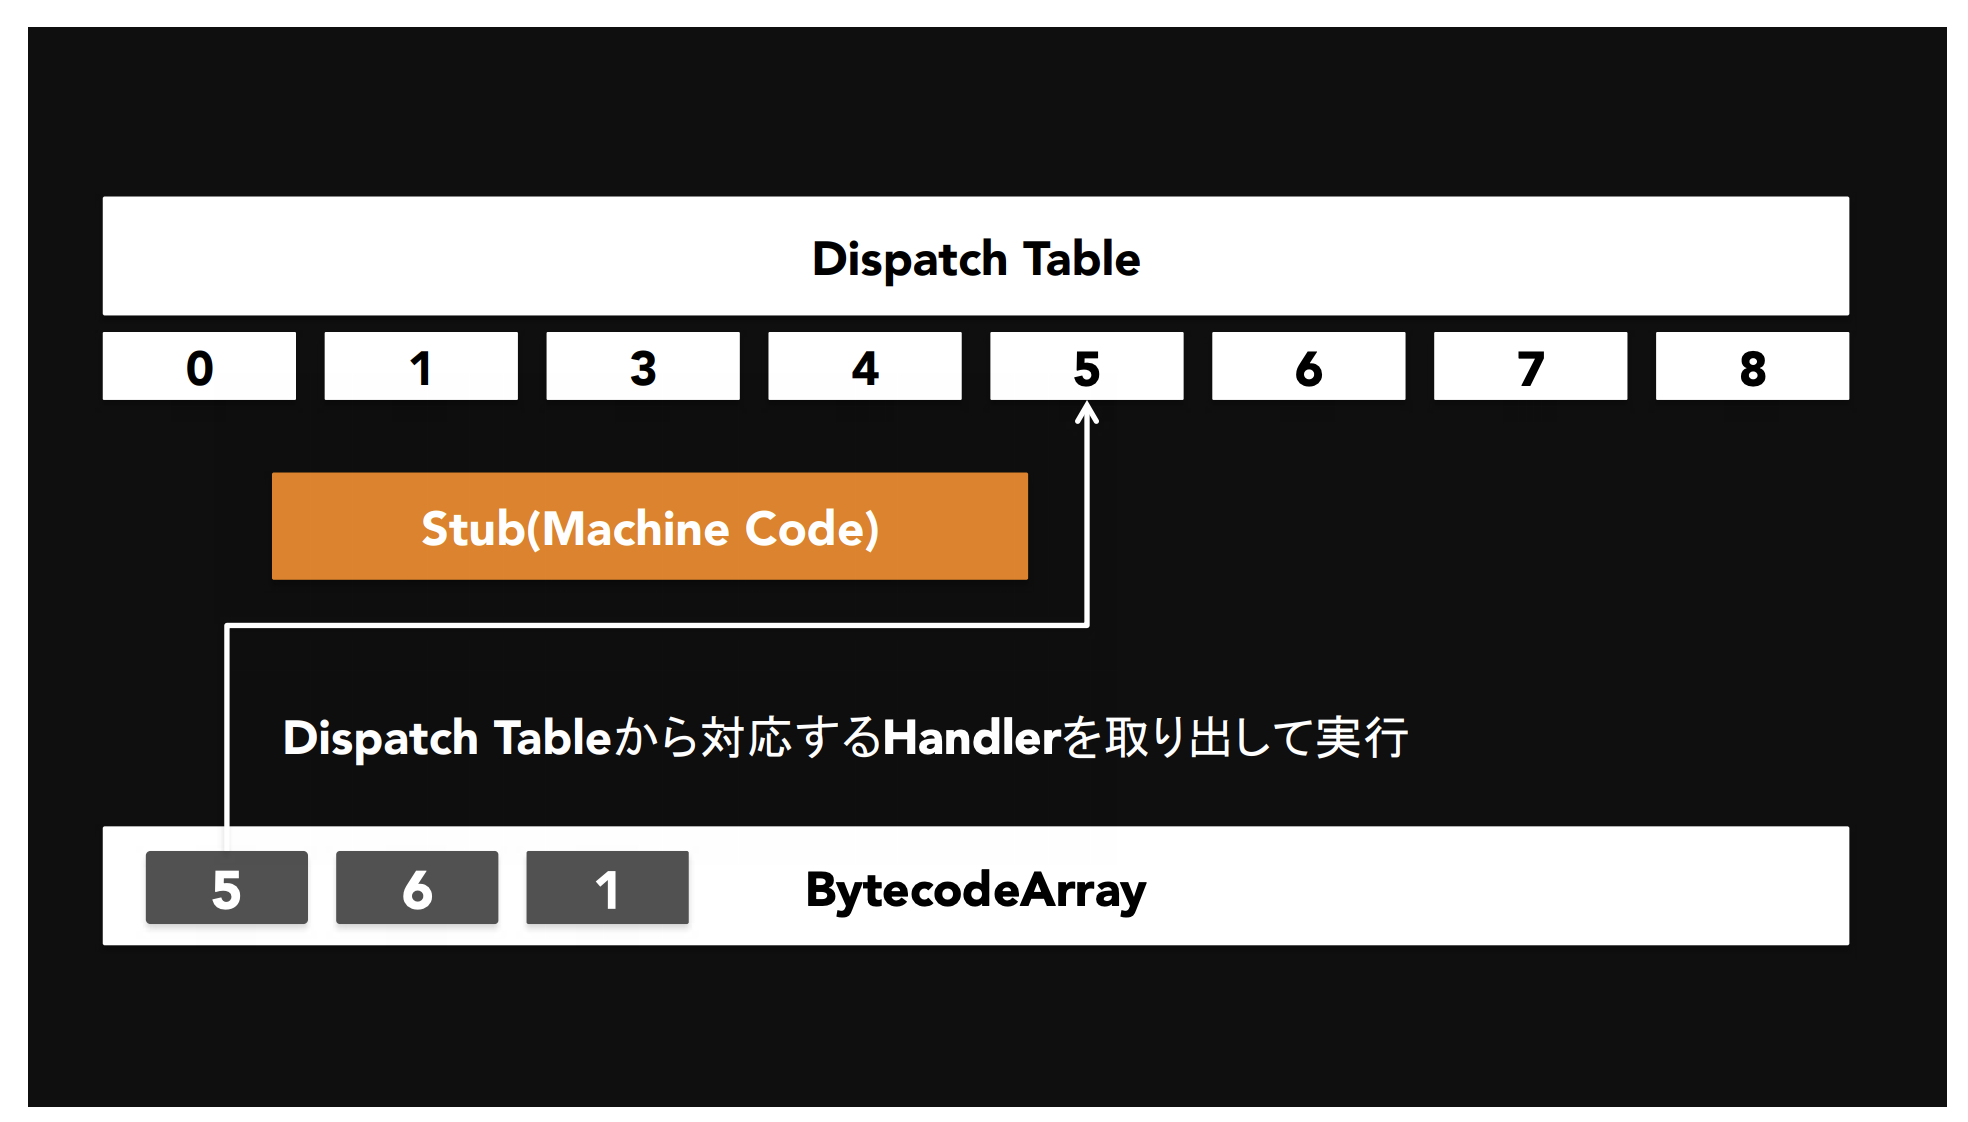 Dispatch Table
0 1 3 4 5 6 7 8
Stub(Machine Code)
Dispatch Tableから対応するHandlerを取り出して実行
5 6 1 BytecodeArray